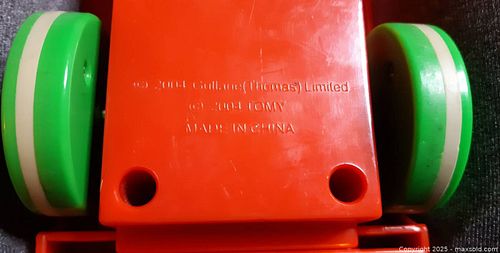 © 2004 Gullane (Thomas) Limited
© 2004 TOMY
MADE IN CHINA
Copyright 2025 - maxsold.com